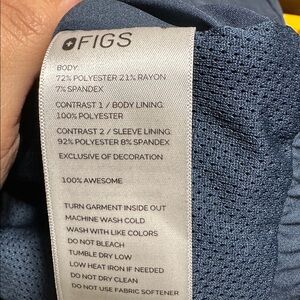 FIGS
BODY:
72% POLYESTER 21% RAYON
7% SPANDEX
CONTRAST 1 / BODY LINING:
100% POLYESTER
CONTRAST 2 / SLEEVE LINING:
92% POLYESTER 8% SPANDEX
EXCLUSIVE OF DECORATION
100% AWESOME
TURN GARMENT INSIDE OUT
MACHINE WASH COLD
WASH WITH LIKE COLORS
DO NOT BLEACH
TUMBLE DRY LOW
LOW HEAT IRON IF NEEDED
DO NOT DRY CLEAN
DO NOT USE FABRIC SOFTENER